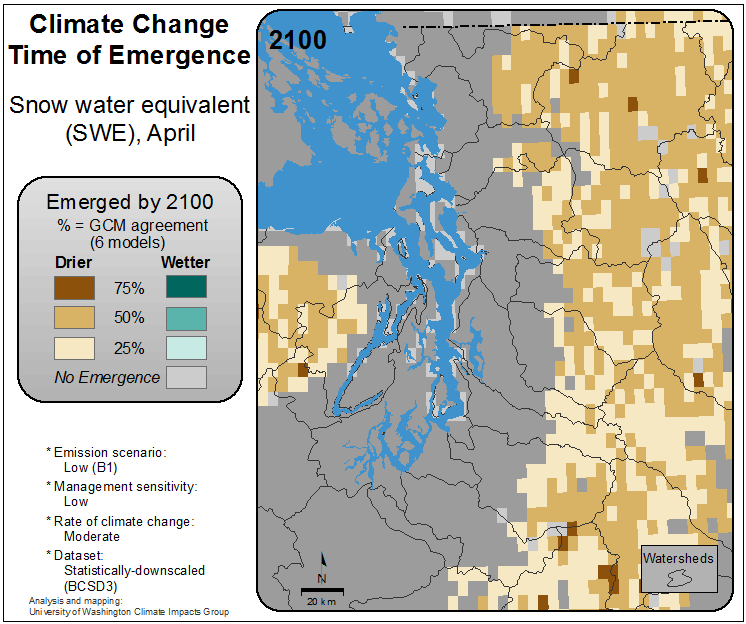 Climate Change
Time of Emergence
Snow water equivalent
(SWE), April
Emerged by 2100
% = GCM agreement
(6 models)
Drier Wetter
75%
50%
25%
No Emergence
* Emission scenario:
Low (B1)
* Management sensitivity:
Low
* Rate of climate change:
Moderate
* Dataset:
Statistically-downscaled
(BCSD3)
Analysis and mapping:
University of Washington Climate Impacts Group
2100
N
20 km
Watersheds